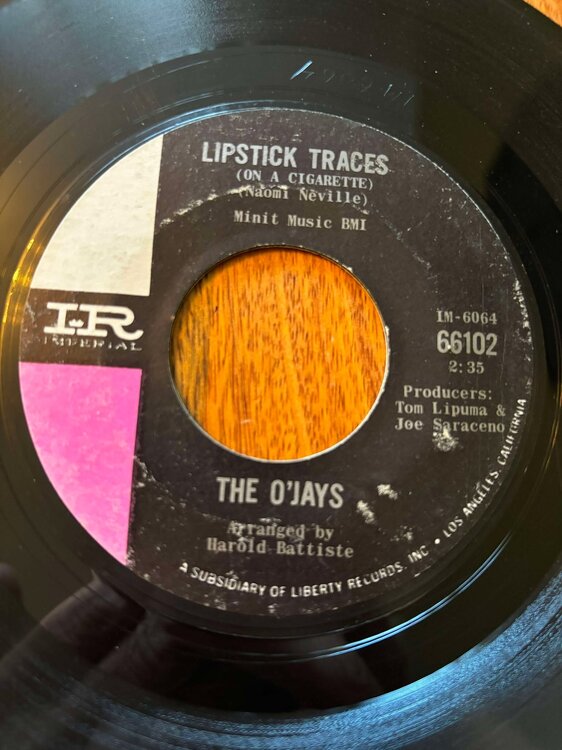 LIPSTICK TRACES
(ON A CIGARETTE)
(Naomi Neville)
Minit Music BMI
IR
IMPERIAL
IM-6064
66102
2:35
Producers:
Tom Lipuma &
Joe Saraceno
THE O'JAYS
Arranged by
Harold Battiste
A SUBSIDIARY OF LIBERTY RECORDS, INC • LOS ANGELES, CALIFORNIA